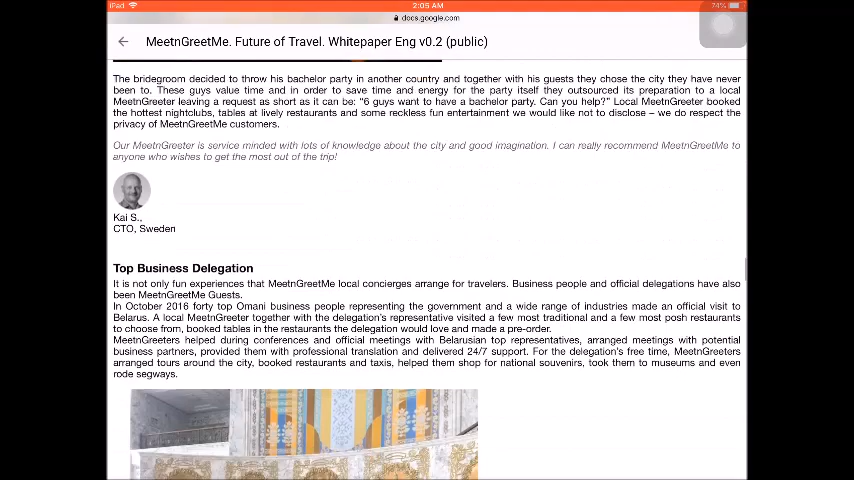 iPad
2:05 AM
74%
docs.google.com
MeetnGreetMe. Future of Travel. Whitepaper Eng v0.2 (public)
The bridegroom decided to throw his bachelor party in another country and together with his guests they chose the city they have never
been to. These guys value time and in order to save time and energy for the party itself they outsourced its preparation to a local
MeetnGreeter leaving a request as short as it can be: “6 guys want to have a bachelor party. Can you help?” Local MeetnGreeter booked
the hottest nightclubs, tables at lively restaurants and some reckless fun entertainment we would like not to disclose – we do respect the
privacy of MeetnGreetMe customers.
Our MeetnGreeter is service minded with lots of knowledge about the city and good imagination. I can really recommend MeetnGreetMe to
anyone who wishes to get the most out of the trip!
Kai S.,
CTO, Sweden
Top Business Delegation
It is not only fun experiences that MeetnGreetMe local concierges arrange for travelers. Business people and official delegations have also
been MeetnGreetMe Guests.
In October 2016 forty top Omani business people representing the government and a wide range of industries made an official visit to
Belarus. A local MeetnGreeter together with the delegation's representative visited a few most traditional and a few most posh restaurants
to choose from, booked tables in the restaurants the delegation would love and made a pre-order.
MeetnGreeters helped during conferences and official meetings with Belarusian top representatives, arranged meetings with potential
business partners, provided them with professional translation and delivered 24/7 support. For the delegation's free time, MeetnGreeters
arranged tours around the city, booked restaurants and taxis, helped them shop for national souvenirs, took them to museums and even
rode segways.